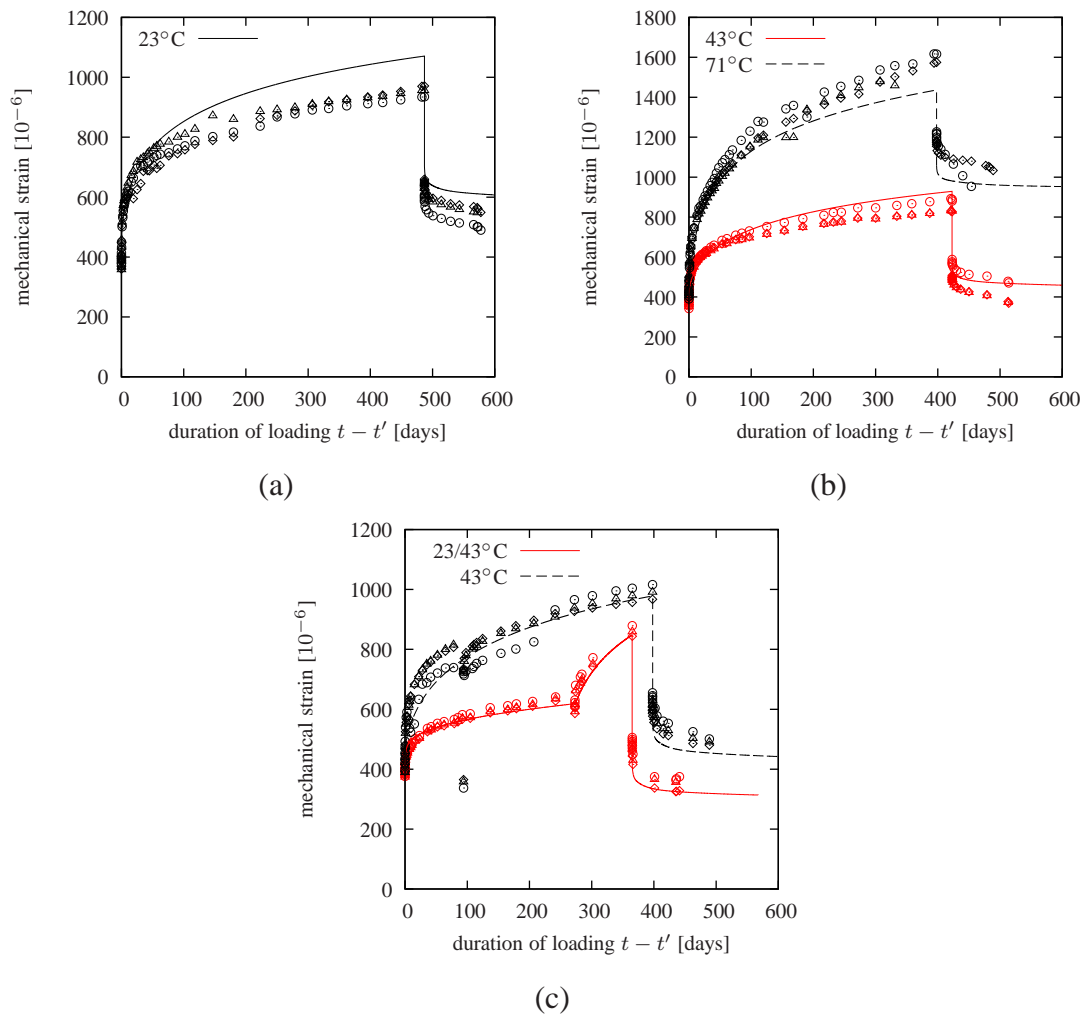 1200
1000
800
600
400
200
0
0 100 200 300 400 500 600
mechanical strain [10−6]
duration of loading t − t′ [days]
23°C
(a)
1800
1600
1400
1200
1000
800
600
400
200
0
0 100 200 300 400 500 600
mechanical strain [10−6]
duration of loading t − t′ [days]
43°C
71°C
(b)
1200
1000
800
600
400
200
0
0 100 200 300 400 500 600
mechanical strain [10−6]
duration of loading t − t′ [days]
23/43°C
43°C
(c)